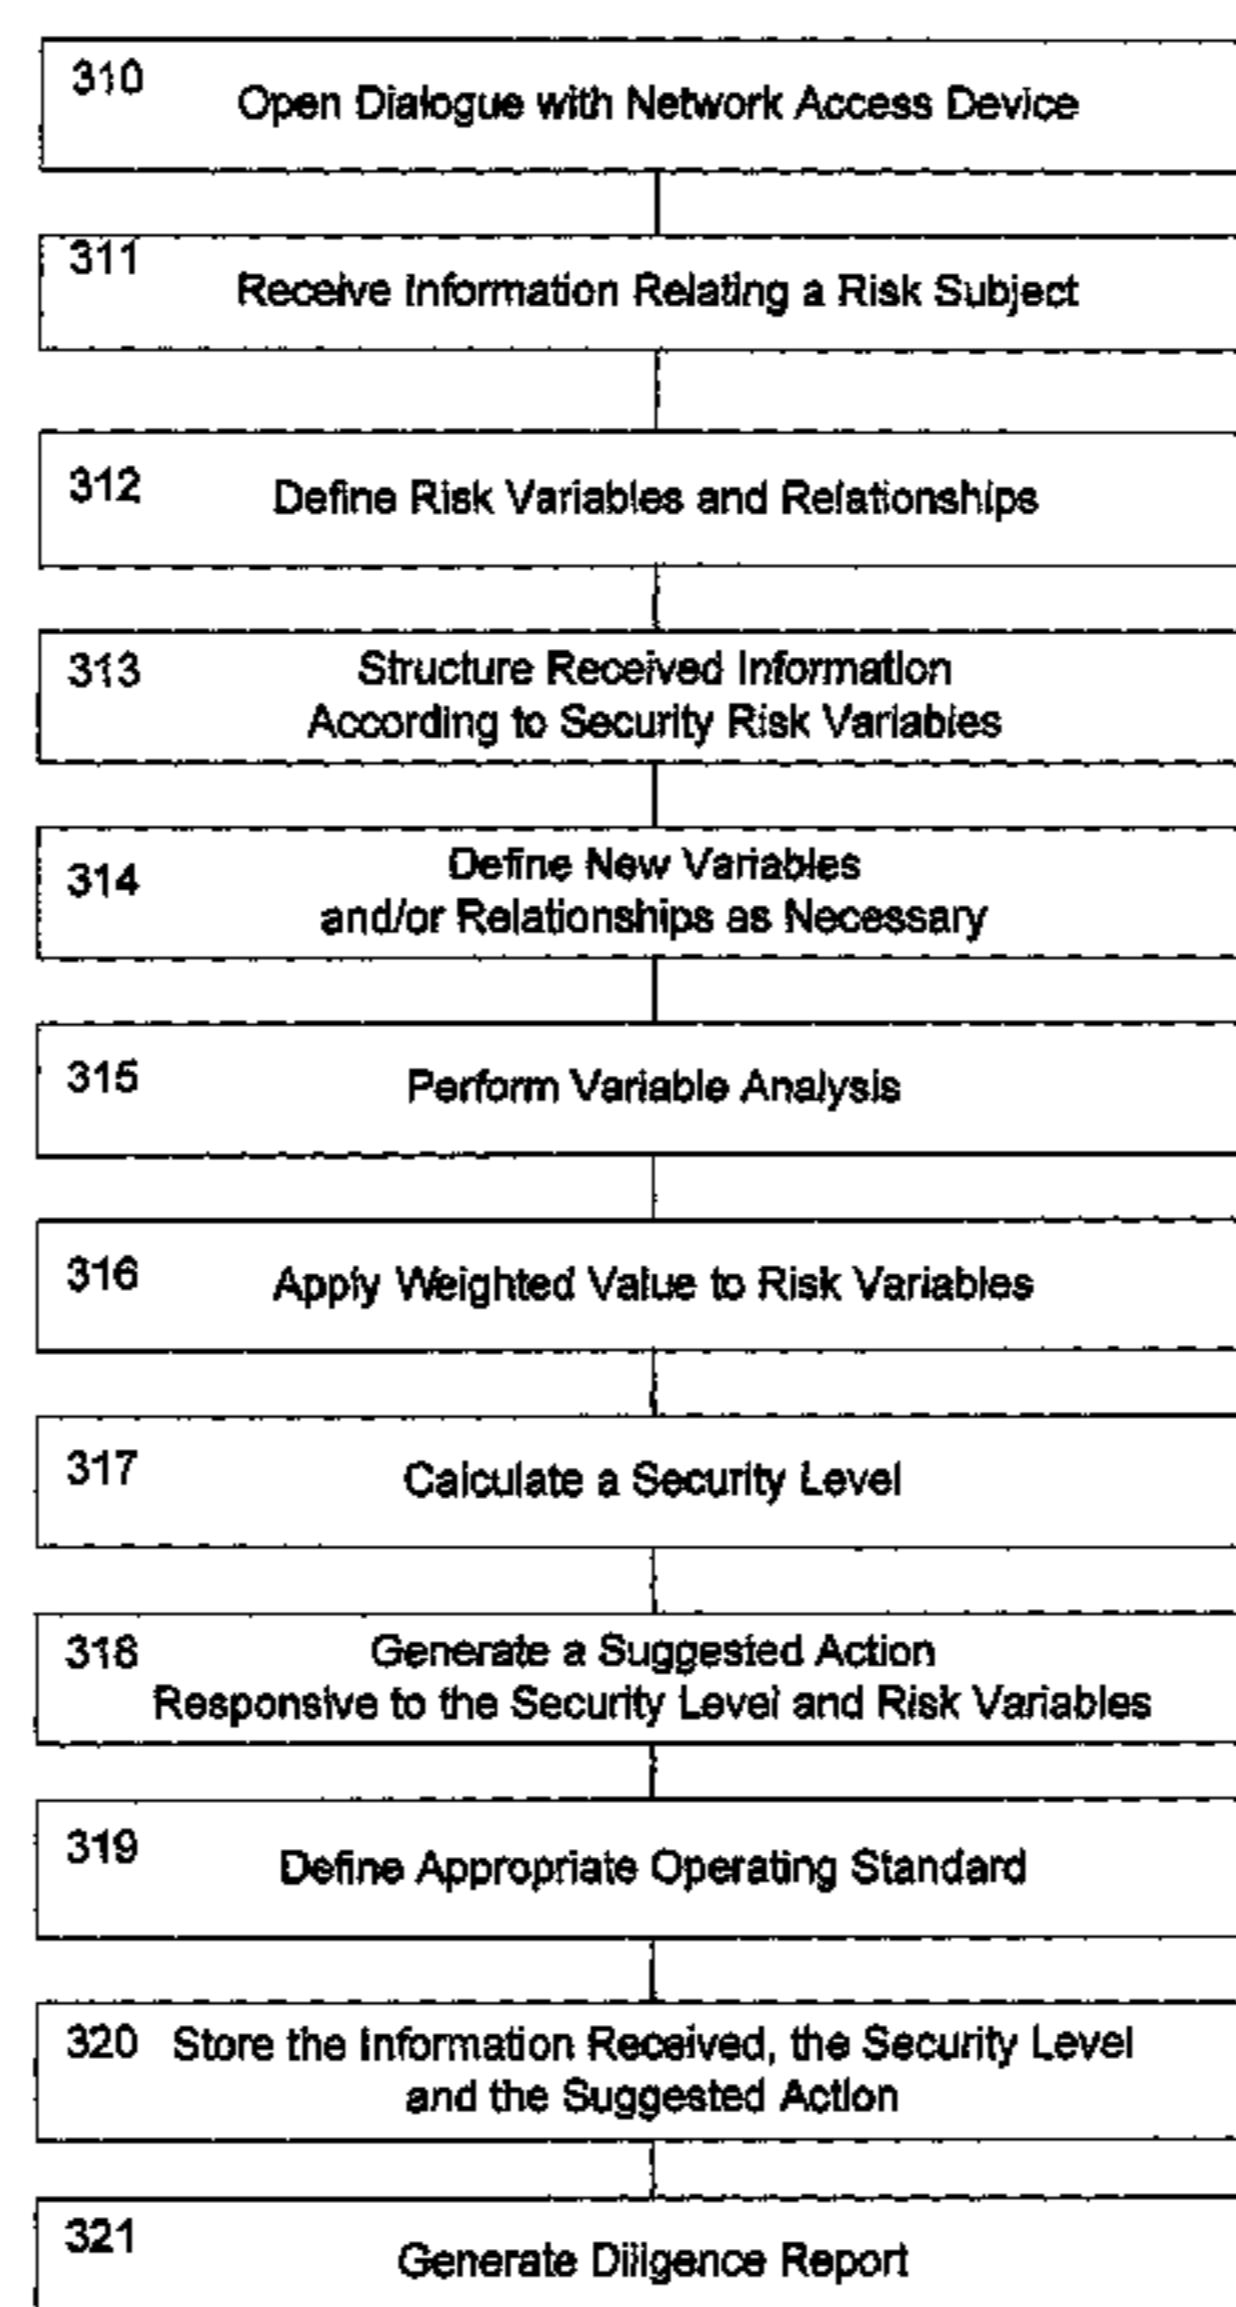 310
Open Dialogue with Network Access Device
311
Receive Information Relating a Risk Subject
312
Define Risk Variables and Relationships
313
Structure Received Information
According to Security Risk Variables
314
Define New Variables
and/or Relationships as Necessary
315
Perform Variable Analysis
316
Apply Weighted Value to Risk Variables
317
Calculate a Security Level
318
Generate a Suggested Action
Responsive to the Security Level and Risk Variables
319
Define Appropriate Operating Standard
320 Store the Information Received, the Security Level
and the Suggested Action
321
Generate Diligence Report